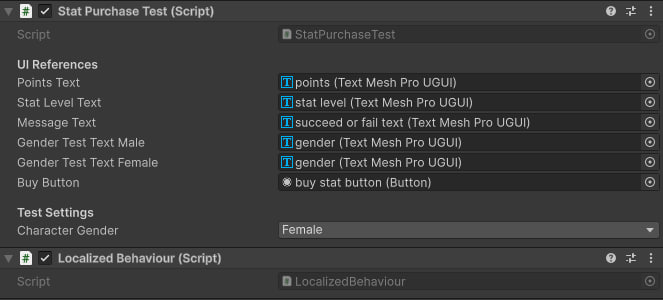 Stat Purchase Test (Script)
Script StatPurchaseTest
UI References
Points Text points (Text Mesh Pro UGUI)
Stat Level Text stat level (Text Mesh Pro UGUI)
Message Text succeed or fail text (Text Mesh Pro UGUI)
Gender Test Text Male gender (Text Mesh Pro UGUI)
Gender Test Text Female gender (Text Mesh Pro UGUI)
Buy Button buy stat button (Button)
Test Settings
Character Gender Female
Localized Behaviour (Script)
Script LocalizedBehaviour